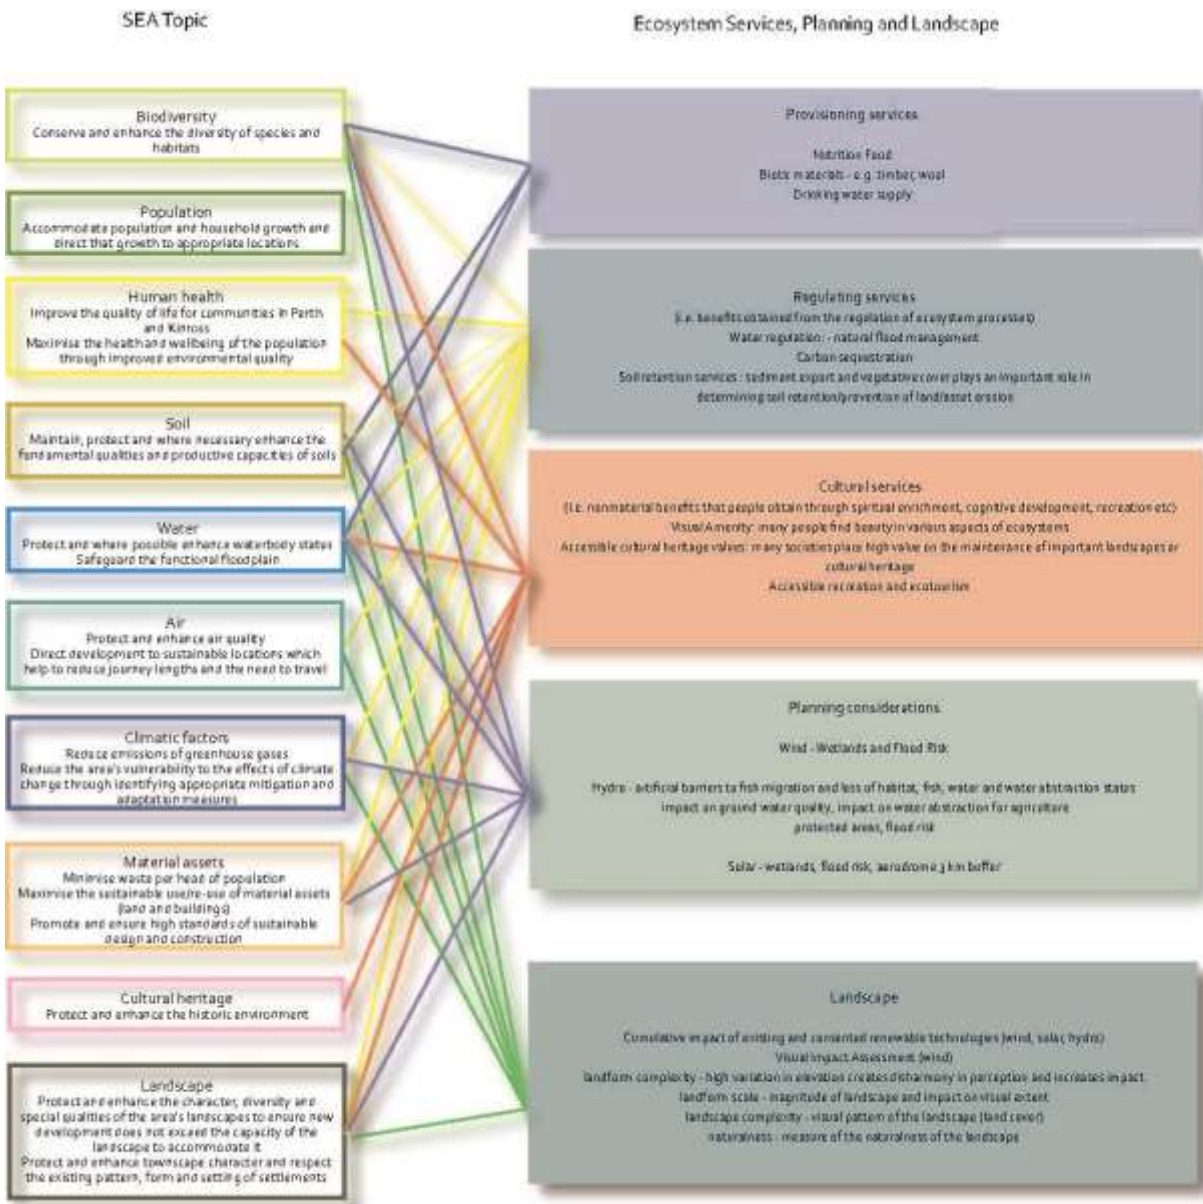 SEA Topic
Ecosystem Services, Planning and Landscape
Biodiversity
Conserve and enhance the diversity of species and
habitats
Population
Accommodate population and household growth and
direct that growth to appropriate locations
Human health
Improve the quality of life for communities in Perth
and Kinross
Maximise the health and wellbeing of the population
through improved environmental quality
Soil
Maintain, protect and where necessary enhance the
fundamental qualities and productive capacities of soils
Water
Protect and where possible enhance waterbody status
Safeguard the functional floodplain
Air
Protect and enhance air quality
Direct development to sustainable locations which
help to reduce journey lengths and the need to travel
Climatic factors
Reduce emissions of greenhouse gases
Reduce the area's vulnerability to the effects of climate
change through identifying appropriate mitigation and
adaptation measures
Material assets
Minimise waste per head of population
Maximise the sustainable use/re-use of material assets
(land and buildings)
Promote and ensure high standards of sustainable
design and construction
Cultural heritage
Protect and enhance the historic environment
Landscape
Protect and enhance the character, diversity and
special qualities of the area's landscapes to ensure new
development does not exceed the capacity of the
landscape to accommodate it
Protect and enhance townscape character and respect
the existing pattern, form and setting of settlements
Provisioning services
Nutrition Food
Biotic materials - e.g. timber, wool
Drinking water supply
Regulating services
(i.e. benefits obtained from the regulation of ecosystem processes)
Water regulation: - natural flood management
Carbon sequestration
Soil retention services : sediment export and vegetative cover plays an important role in
determining soil retention/prevention of land/asset erosion
Cultural services
(i.e. nonmaterial benefits that people obtain through spiritual enrichment, cognitive development, recreation etc)
Visual Amenity: many people find beauty in various aspects of ecosystems
Accessible cultural heritage values: many societies place high value on the maintenance of important landscapes or
cultural heritage
Accessible recreation and ecotourism
Planning considerations
Wind - Wetlands and Flood Risk
Hydro - artificial barriers to fish migration and loss of habitat, fish, water and water abstraction status
impact on ground water quality, impact on water abstraction for agriculture
protected areas, flood risk
Solar - wetlands, flood risk, aerodrome 3 km buffer
Landscape
Cumulative impact of existing and consented renewable technologies (wind, solar, hydro)
Visual Impact Assessment (wind)
landform complexity - high variation in elevation creates disharmony in perception and increases impact
landform scale - magnitude of landscape and impact on visual extent
landscape complexity - visual pattern of the landscape (land cover)
naturalness - measure of the naturalness of the landscape